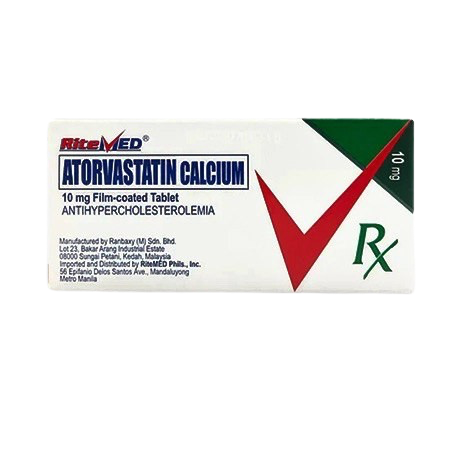 RiteMED®
ATORVASTATIN CALCIUM
10 mg Film-coated Tablet
ANTIHYPERCHOLESTEROLEMIA
Manufactured by Ranbaxy (M) Sdn. Bhd.
Lot 23, Bakar Arang Industrial Estate
08000 Sungai Petani, Kedah, Malaysia
Imported and Distributed by RiteMED Phils., Inc.
56 Epifanio Delos Santos Ave., Mandaluyong
Metro Manila
10 mg
Rx